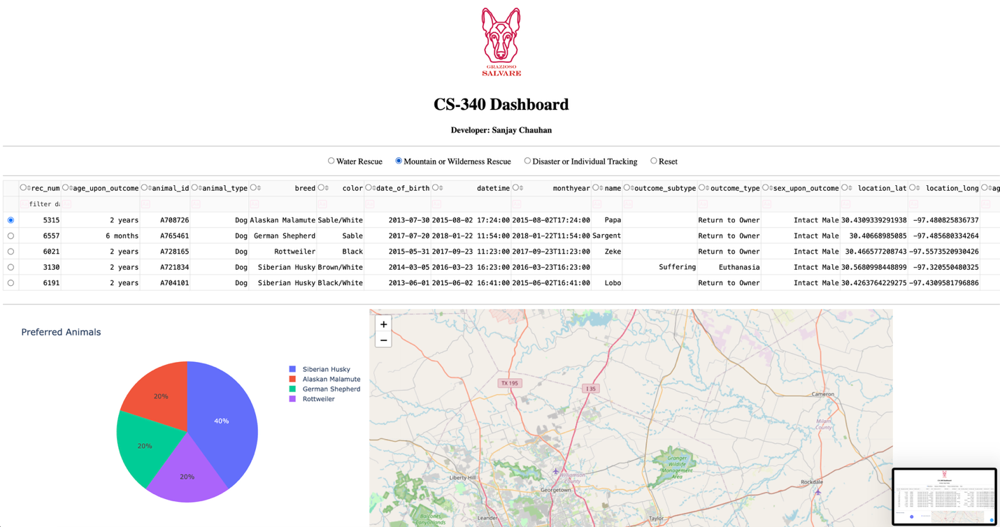 GRAZIOSO
SALVARE
CS-340 Dashboard
Developer: Sanjay Chauhan
Water Rescue Mountain or Wilderness Rescue Disaster or Individual Tracking Reset
rec_num age_upon_outcome animal_id animal_type breed color date_of_birth datetime monthyear name outcome_subtype outcome_type sex_upon_outcome location_lat location_long ag
filter da
5315 2 years A708726 Dog Alaskan Malamute Sable/White 2013-07-30 2015-08-02 17:24:00 2015-08-02T17:24:00 Papa Return to Owner Intact Male 30.4309339291938 -97.480825836737
6557 6 months A765461 Dog German Shepherd Sable 2017-07-20 2018-01-22 11:54:00 2018-01-22T11:54:00 Sargent Return to Owner Intact Male 30.40668985085 -97.485680334264
6021 2 years A728165 Dog Rottweiler Black 2015-05-31 2017-09-23 11:23:00 2017-09-23T11:23:00 Zeke Return to Owner Intact Male 30.466577208743 -97.5573520930426
3130 2 years A721834 Dog Siberian Husky Brown/White 2014-03-05 2016-03-23 16:23:00 2016-03-23T16:23:00 Suffering Euthanasia Intact Male 30.5680998448899 -97.320550480325
6191 2 years A704101 Dog Siberian Husky Black/White 2013-06-01 2015-06-02 16:41:00 2015-06-02T16:41:00 Lobo Return to Owner Intact Male 30.4263764229275 -97.4309581796886
Preferred Animals
Siberian Husky
Alaskan Malamute
German Shepherd
Rottweiler
20%
40%
20%
20%
+
−
TX 195
I 35
Cameron
Milam
County
Granger
Wildlife
Management
Area
Liberty Hill
Williamson
County
Georgetown
Rockdale
Leander
Taylor
Balcones
Canyonlands
CS-340 Dashboard